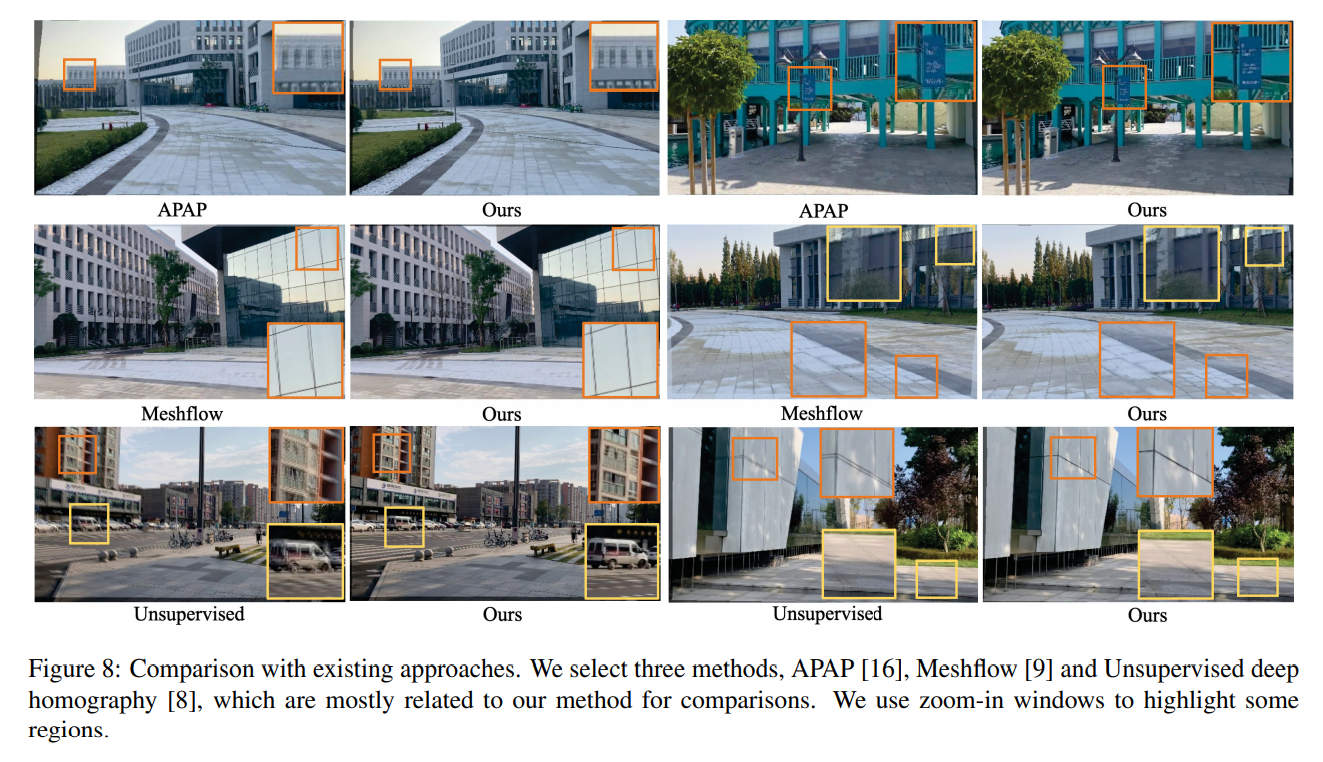 APAP Ours APAP Ours
Meshflow Ours Meshflow Ours
Unsupervised Ours Unsupervised Ours
Figure 8: Comparison with existing approaches. We select three methods, APAP [16], Meshflow [9] and Unsupervised deep
homography [8], which are mostly related to our method for comparisons. We use zoom-in windows to highlight some
regions.